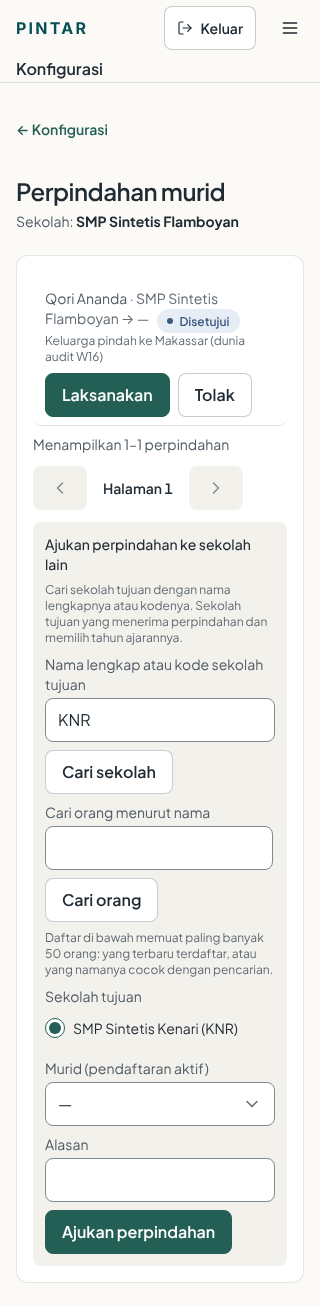 PINTAR
Keluar
Konfigurasi
← Konfigurasi
Perpindahan murid
Sekolah: SMP Sintetis Flamboyan
Qori Ananda · SMP Sintetis
Flamboyan → — Disetujui
Keluarga pindah ke Makassar (dunia
audit W16)
Laksanakan Tolak
Menampilkan 1–1 perpindahan
Halaman 1
Ajukan perpindahan ke sekolah
lain
Cari sekolah tujuan dengan nama
lengkapnya atau kodenya. Sekolah
tujuan yang menerima perpindahan dan
memilih tahun ajarannya.
Nama lengkap atau kode sekolah
tujuan
KNR
Cari sekolah
Cari orang menurut nama
Cari orang
Daftar di bawah memuat paling banyak
50 orang: yang terbaru terdaftar, atau
yang namanya cocok dengan pencarian.
Sekolah tujuan
SMP Sintetis Kenari (KNR)
Murid (pendaftaran aktif)
—
Alasan
Ajukan perpindahan